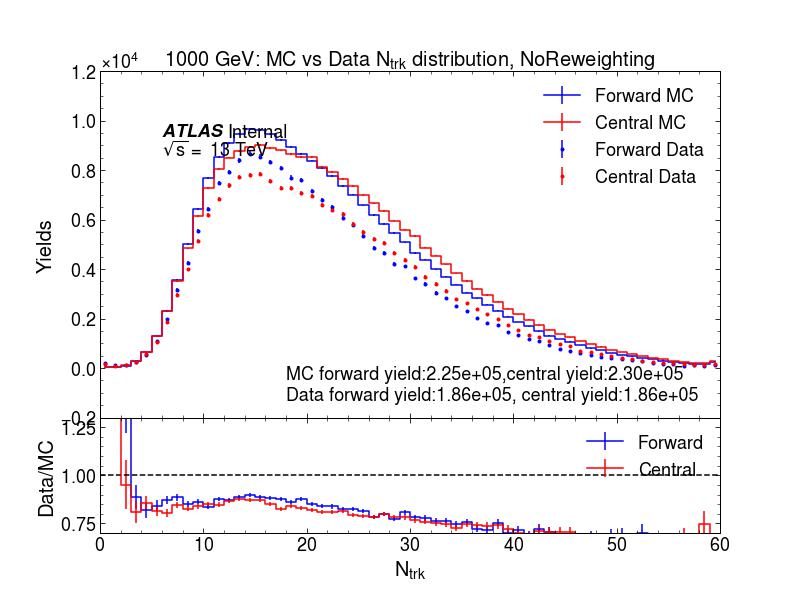 ×10⁴
1000 GeV: MC vs Data N_trk distribution, NoReweighting
1.2
1.0
0.8
0.6
0.4
0.2
0.0
0.2
Yields
ATLAS Internal
√s = 13 TeV
Forward MC
Central MC
Forward Data
Central Data
MC forward yield:2.25e+05,central yield:2.30e+05
Data forward yield:1.86e+05, central yield:1.86e+05
1.25
1.00
0.75
Data/MC
Forward
Central
0 10 20 30 40 50 60
N_trk